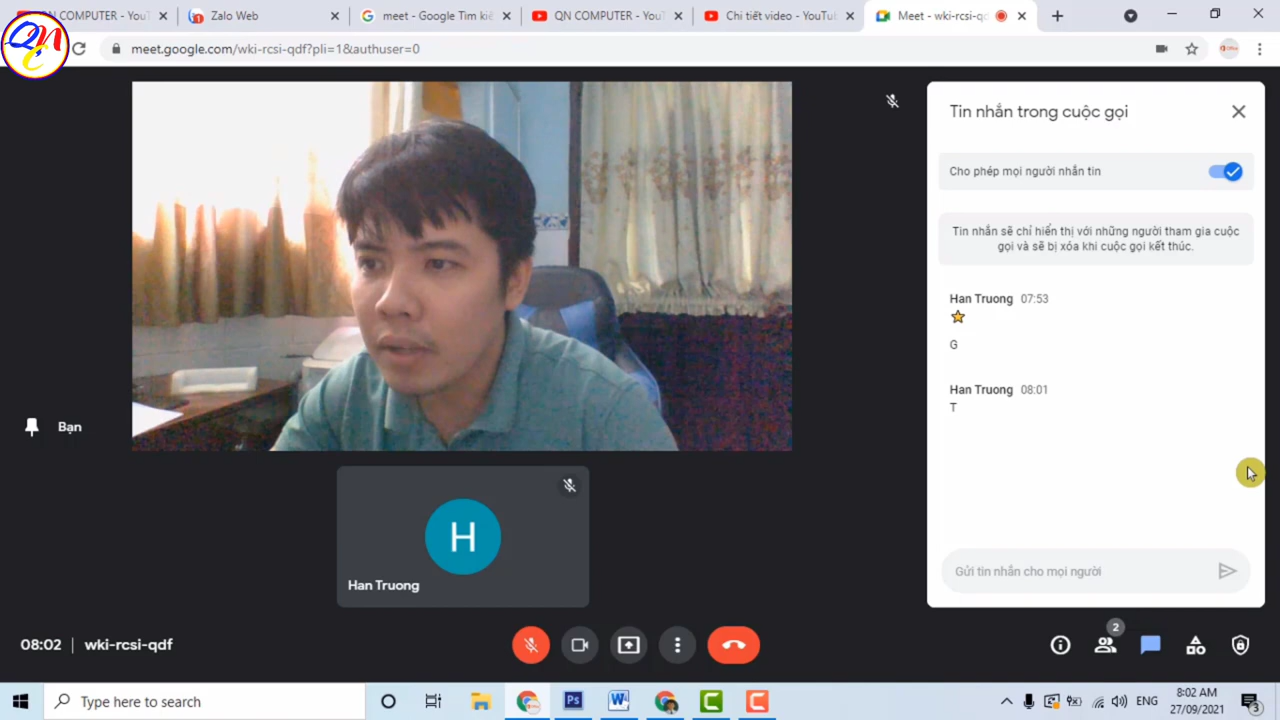 QN COMPUTER - YouT
Zalo Web
meet - Google Tìm kiế
QN COMPUTER - YouT
Chi tiết video - YouTub
Meet - wki-rcsi-qd
meet.google.com/wki-rcsi-qdf?pli=1&authuser=0
QNC
Tin nhắn trong cuộc gọi
Cho phép mọi người nhắn tin
Tin nhắn sẽ chỉ hiển thị với những người tham gia cuộc
gọi và sẽ bị xóa khi cuộc gọi kết thúc.
Han Truong 07:53
G
Han Truong 08:01
T
Bạn
H
Han Truong
Gửi tin nhắn cho mọi người
08:02 | wki-rcsi-qdf
2
Type here to search
Ps
W
C
C
ENG
8:02 AM
27/09/2021
3